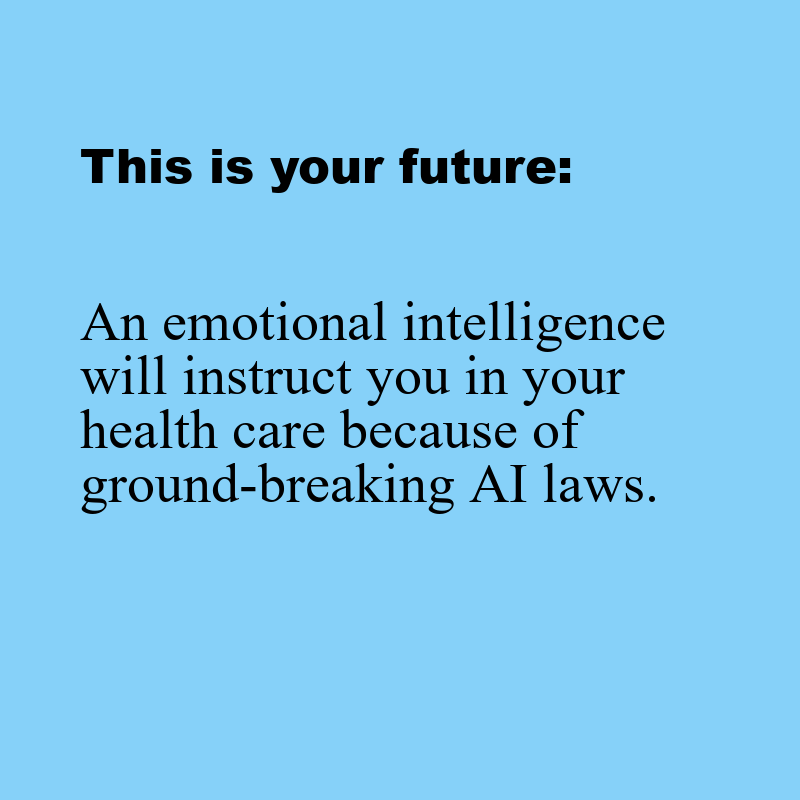 This is your future:
An emotional intelligence
will instruct you in your
health care because of
ground-breaking AI laws.